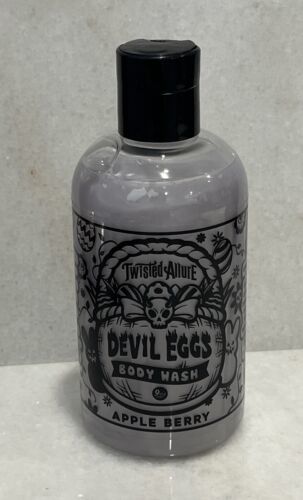 Twisted Allure
DEVIL EGGS
BODY WASH
APPLE BERRY